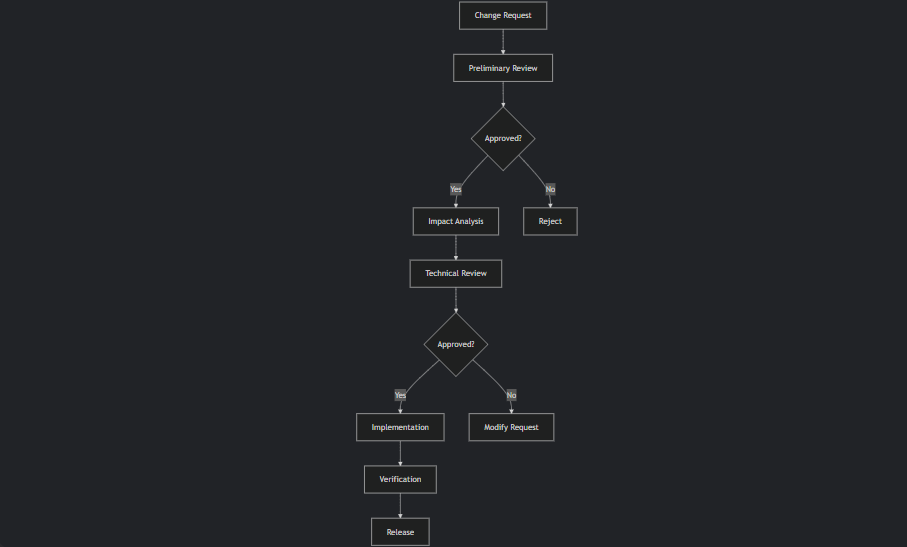 Change Request
Preliminary Review
Approved?
Yes
No
Impact Analysis
Reject
Technical Review
Approved?
Yes
No
Implementation
Modify Request
Verification
Release